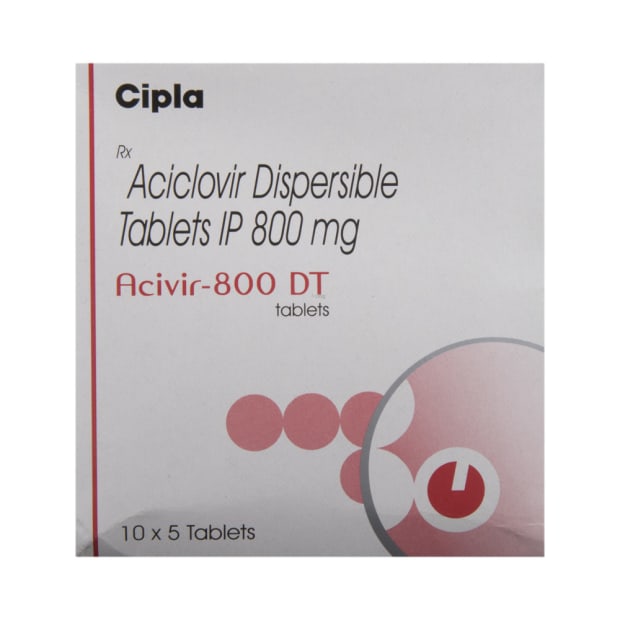 Cipla
Rx
Aciclovir Dispersible
Tablets IP 800 mg
Acivir-800 DT
tablets
10 x 5 Tablets